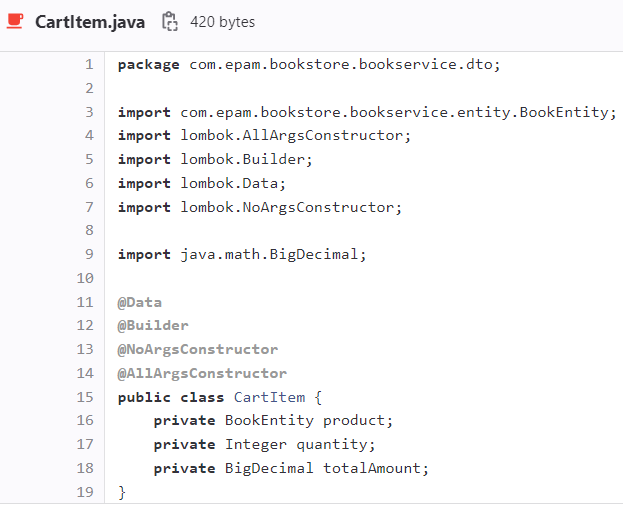 CartItem.java 420 bytes
1 package com.epam.bookstore.bookservice.dto;
2
3 import com.epam.bookstore.bookservice.entity.BookEntity;
4 import lombok.AllArgsConstructor;
5 import lombok.Builder;
6 import lombok.Data;
7 import lombok.NoArgsConstructor;
8
9 import java.math.BigDecimal;
10
11 @Data
12 @Builder
13 @NoArgsConstructor
14 @AllArgsConstructor
15 public class CartItem {
16     private BookEntity product;
17     private Integer quantity;
18     private BigDecimal totalAmount;
19 }